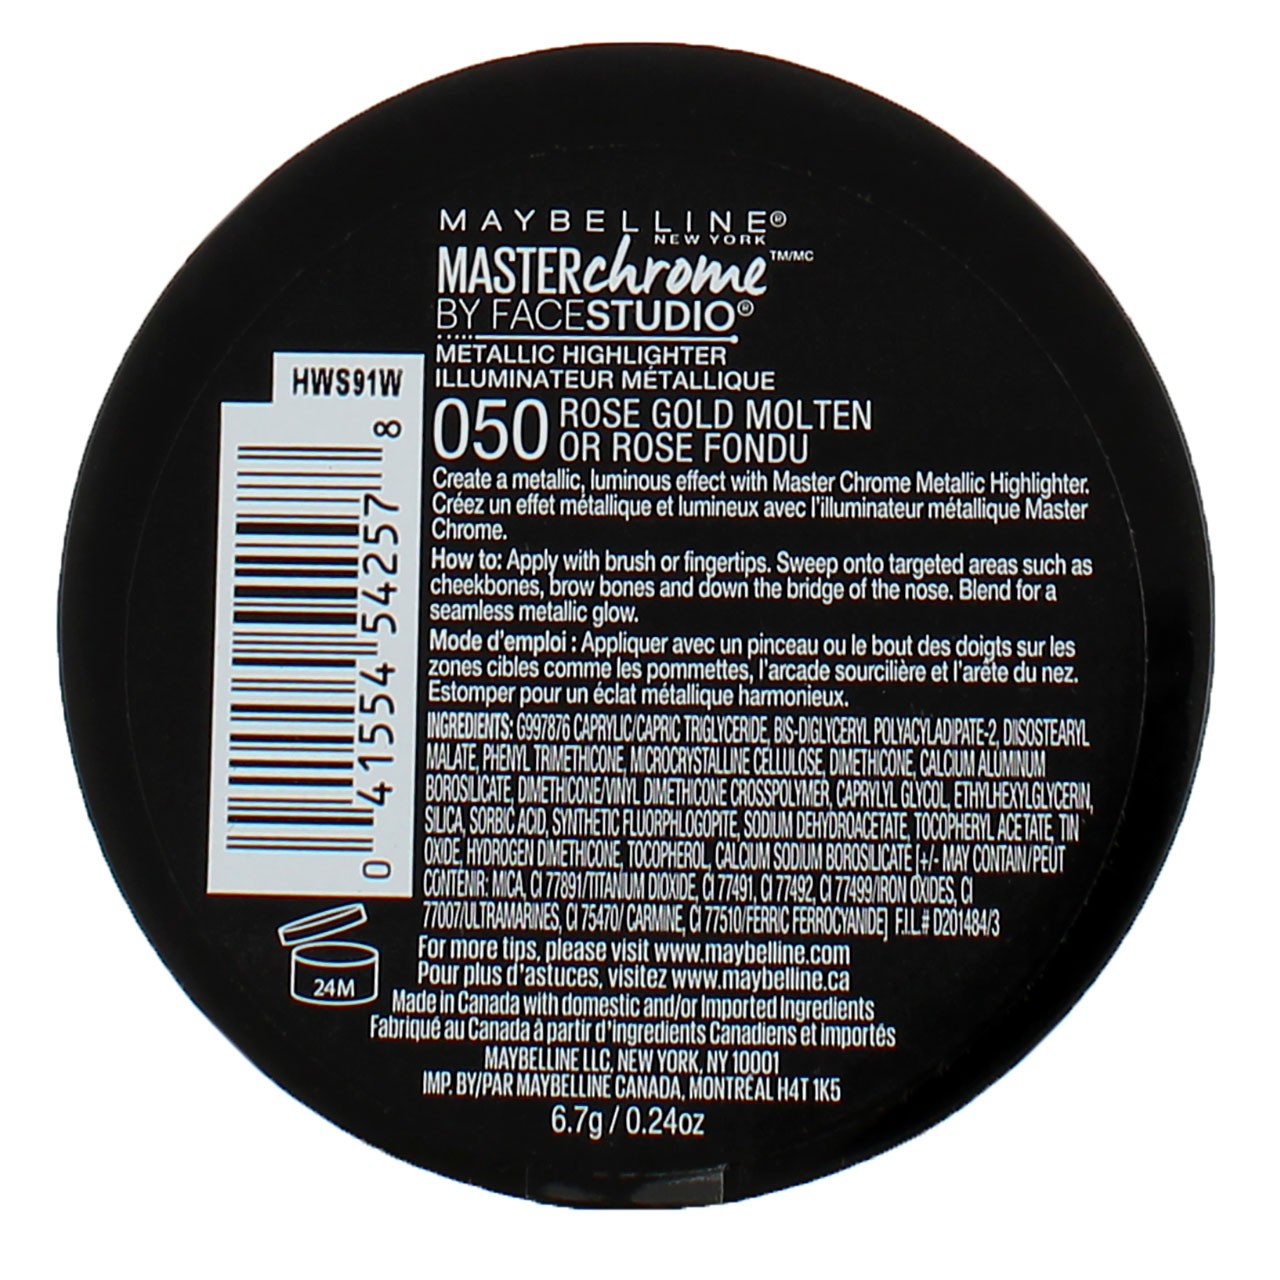 MAYBELLINE®
NEW YORK
MASTERchrome™/MC
BY FACESTUDIO®
METALLIC HIGHLIGHTER
ILLUMINATEUR MÉTALLIQUE
050 ROSE GOLD MOLTEN
OR ROSE FONDU
Create a metallic, luminous effect with Master Chrome Metallic Highlighter.
Créez un effet métallique et lumineux avec l'illuminateur métallique Master
Chrome.
How to: Apply with brush or fingertips. Sweep onto targeted areas such as
cheekbones, brow bones and down the bridge of the nose. Blend for a
seamless metallic glow.
Mode d'emploi : Appliquer avec un pinceau ou le bout des doigts sur les
zones cibles comme les pommettes, l'arcade sourcilière et l'arête du nez.
Estomper pour un éclat métallique harmonieux.
INGREDIENTS: G997876 CAPRYLIC/CAPRIC TRIGLYCERIDE, BIS-DIGLYCERYL POLYACYLADIPATE-2, DIISOSTEARYL
MALATE, PHENYL TRIMETHICONE, MICROCRYSTALLINE CELLULOSE, DIMETHICONE, CALCIUM ALUMINUM
BOROSILICATE, DIMETHICONE/VINYL DIMETHICONE CROSSPOLYMER, CAPRYLYL GLYCOL, ETHYLHEXYLGLYCERIN,
SILICA, SORBIC ACID, SYNTHETIC FLUORPHLOGOPITE, SODIUM DEHYDROACETATE, TOCOPHERYL ACETATE, TIN
OXIDE, HYDROGEN DIMETHICONE, TOCOPHEROL, CALCIUM SODIUM BOROSILICATE [+/- MAY CONTAIN/PEUT
CONTENIR: MICA, CI 77891/TITANIUM DIOXIDE, CI 77491, CI 77492, CI 77499/IRON OXIDES, CI
77007/ULTRAMARINES, CI 75470/ CARMINE, CI 77510/FERRIC FERROCYANIDE] F.I.L.# D201484/3
For more tips, please visit www.maybelline.com
Pour plus d'astuces, visitez www.maybelline.ca
Made in Canada with domestic and/or Imported Ingredients
Fabriqué au Canada à partir d'ingredients Canadiens et importés
MAYBELLINE LLC, NEW YORK, NY 10001
IMP. BY/PAR MAYBELLINE CANADA, MONTRÉAL H4T 1K5
6.7g / 0.24oz
HWS91W
0 41554 54257 8
24M